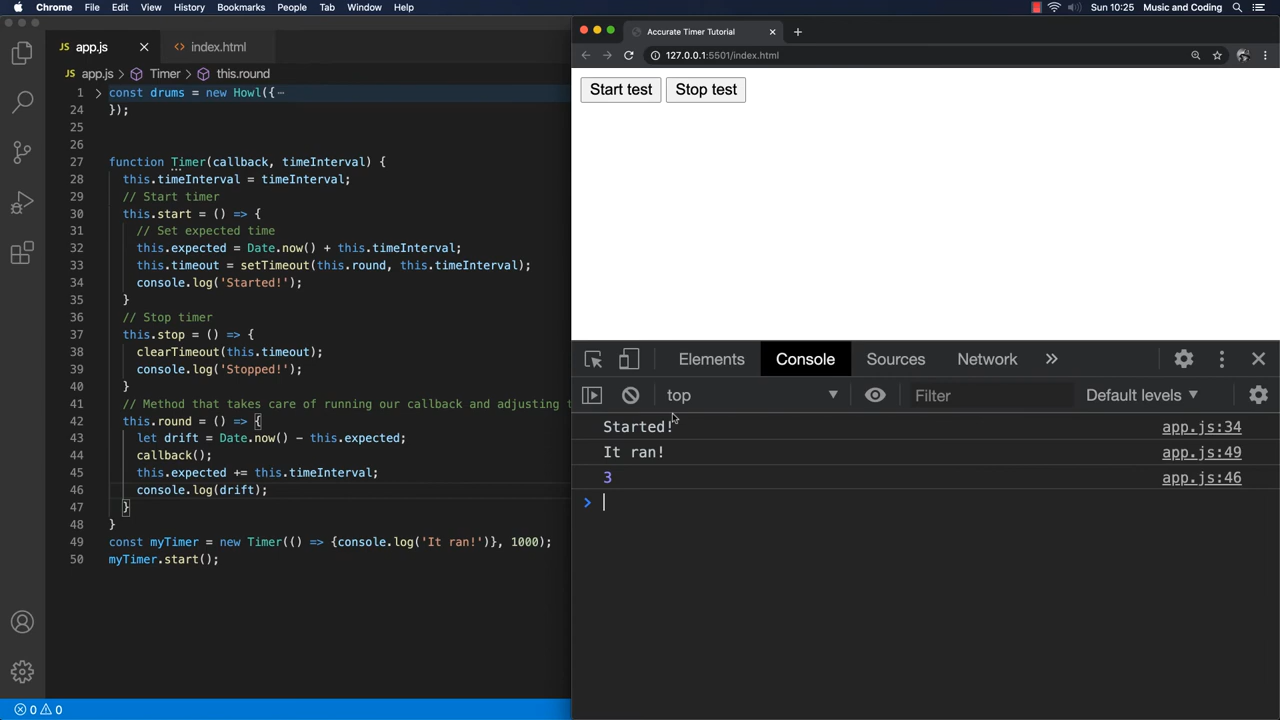 Chrome File Edit View History Bookmarks People Tab Window Help Sun 10:25 Music and Coding
app.js index.html
app.js > Timer > this.round
1 const drums = new Howl({
24 });
25
26
27 function Timer(callback, timeInterval) {
28 this.timeInterval = timeInterval;
29 // Start timer
30 this.start = () => {
31 // Set expected time
32 this.expected = Date.now() + this.timeInterval;
33 this.timeout = setTimeout(this.round, this.timeInterval);
34 console.log('Started!');
35 }
36 // Stop timer
37 this.stop = () => {
38 clearTimeout(this.timeout);
39 console.log('Stopped!');
40 }
41 // Method that takes care of running our callback and adjusting
42 this.round = () => {
43 let drift = Date.now() - this.expected;
44 callback();
45 this.expected += this.timeInterval;
46 console.log(drift);
47 }
48 }
49 const myTimer = new Timer(() => {console.log('It ran!')}, 1000);
50 myTimer.start();
0 0
Accurate Timer Tutorial
127.0.0.1:5501/index.html
Start test Stop test
Elements Console Sources Network »
top Filter Default levels
Started! app.js:34
It ran! app.js:49
3 app.js:46
>